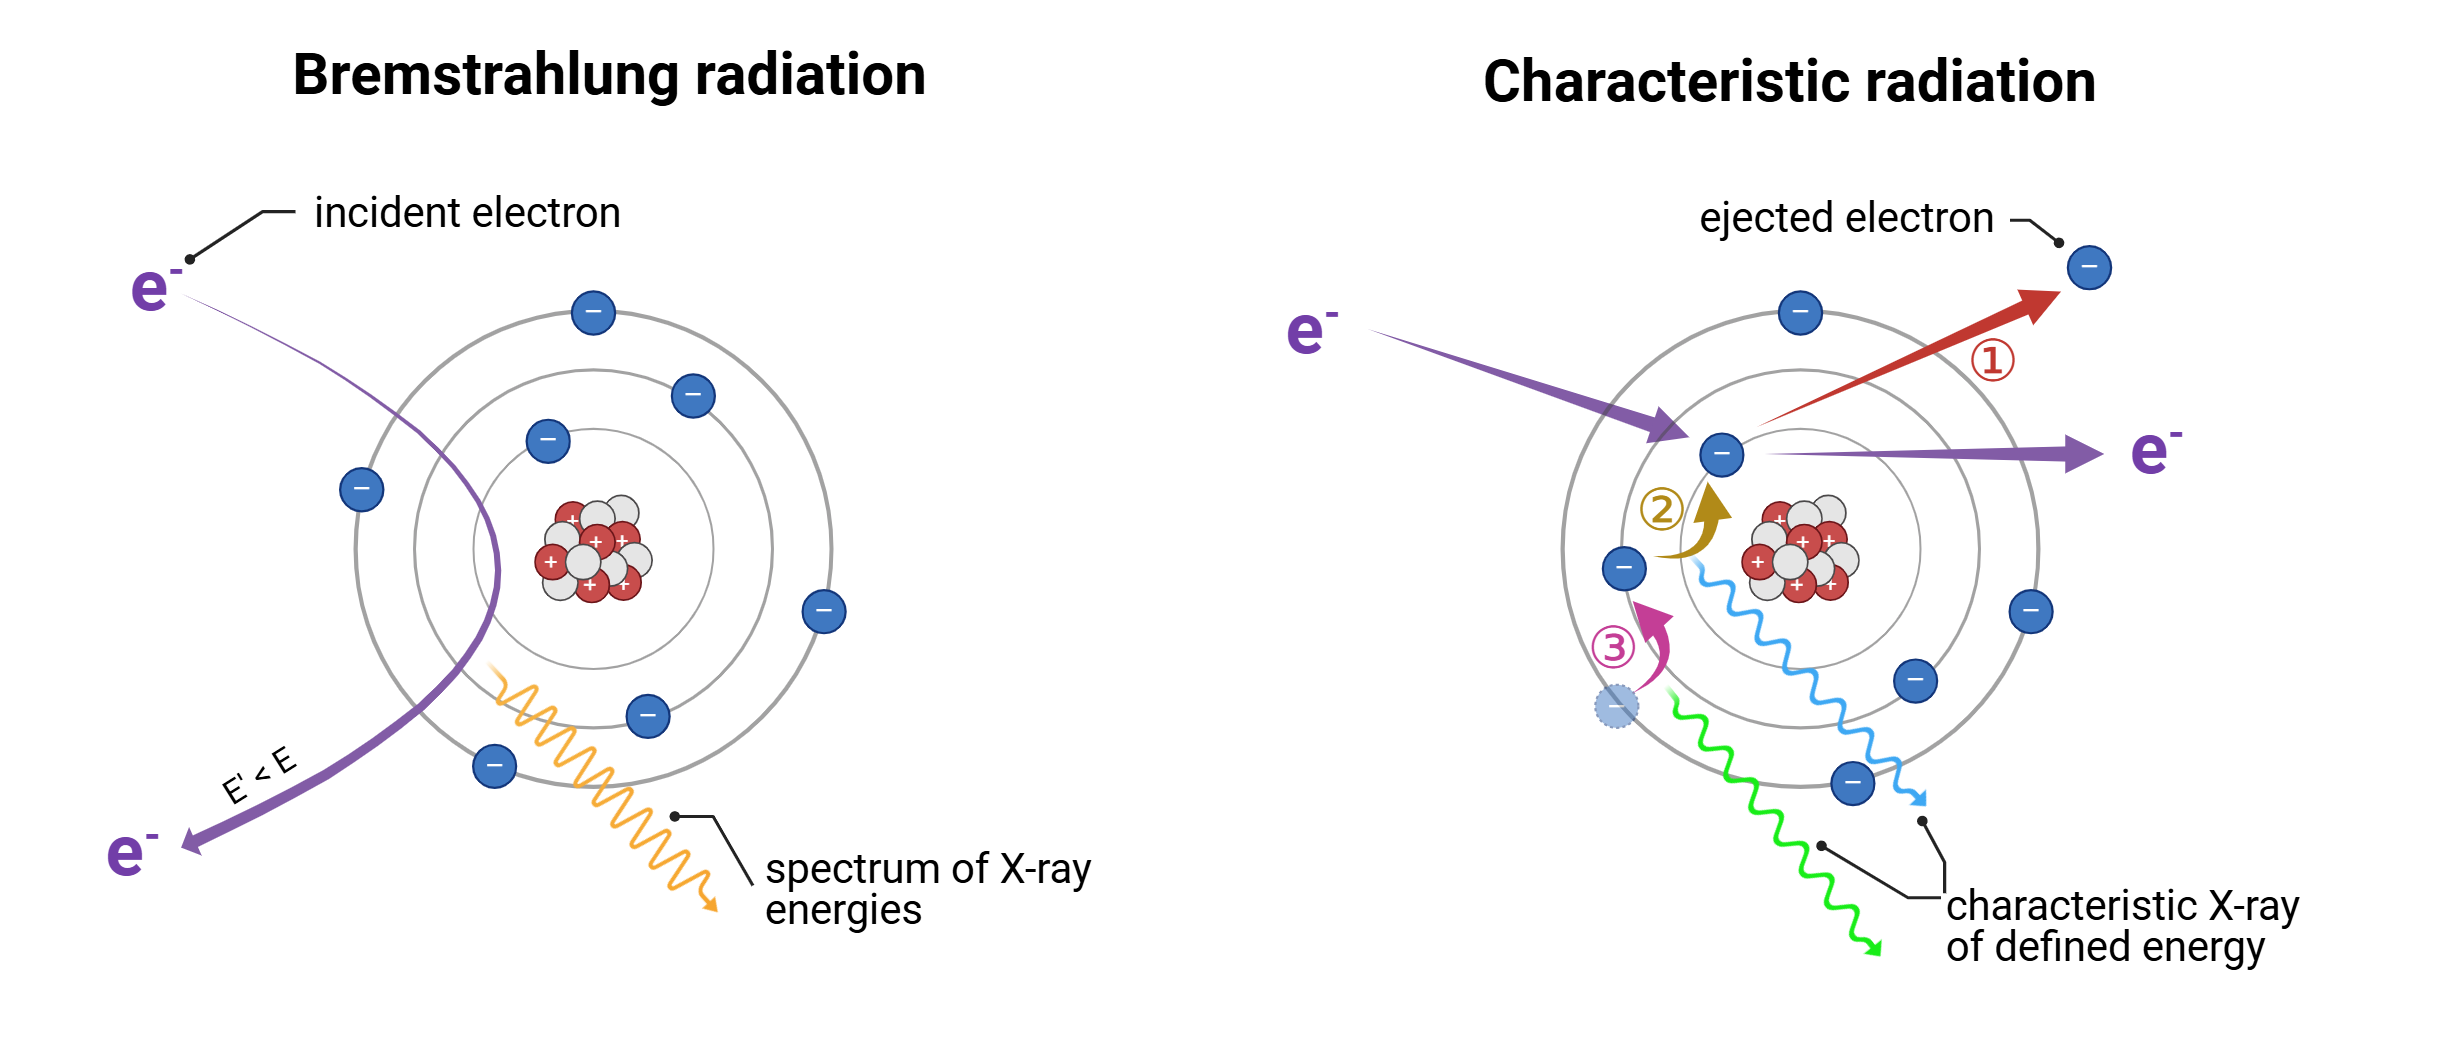 Bremstrahlung radiation
incident electron
e-
−
−
−
−
−
−
−
+
+
+
+
+
+
E' < E
e-
spectrum of X-ray
energies
Characteristic radiation
ejected electron
−
e-
−
①
−
e-
②
−
③
−
−
−
−
+
+
+
+
+
+
characteristic X-ray
of defined energy